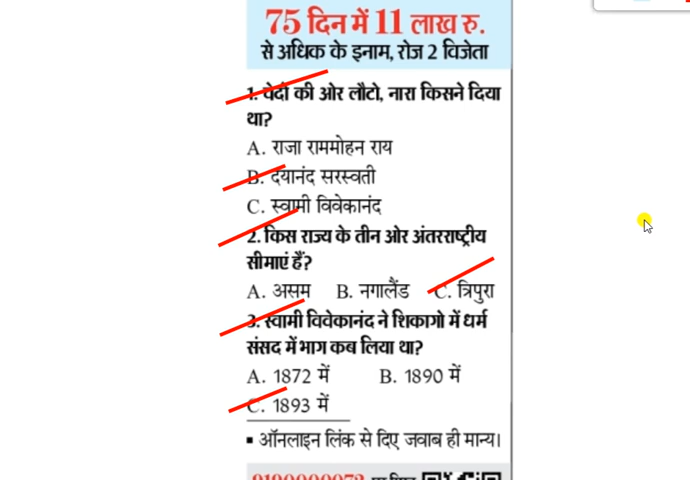 75 दिन में 11 लाख रु.
से अधिक के इनाम, रोज 2 विजेता
1. वेदों की ओर लौटो, नारा किसने दिया
था?
A. राजा राममोहन राय
B. दयानंद सरस्वती
C. स्वामी विवेकानंद
2. किस राज्य के तीन ओर अंतरराष्ट्रीय
सीमाएं हैं?
A. असम B. नगालैंड C. त्रिपुरा
3. स्वामी विवेकानंद ने शिकागो में धर्म
संसद में भाग कब लिया था?
A. 1872 में B. 1890 में
C. 1893 में
▪ ऑनलाइन लिंक से दिए जवाब ही मान्य।